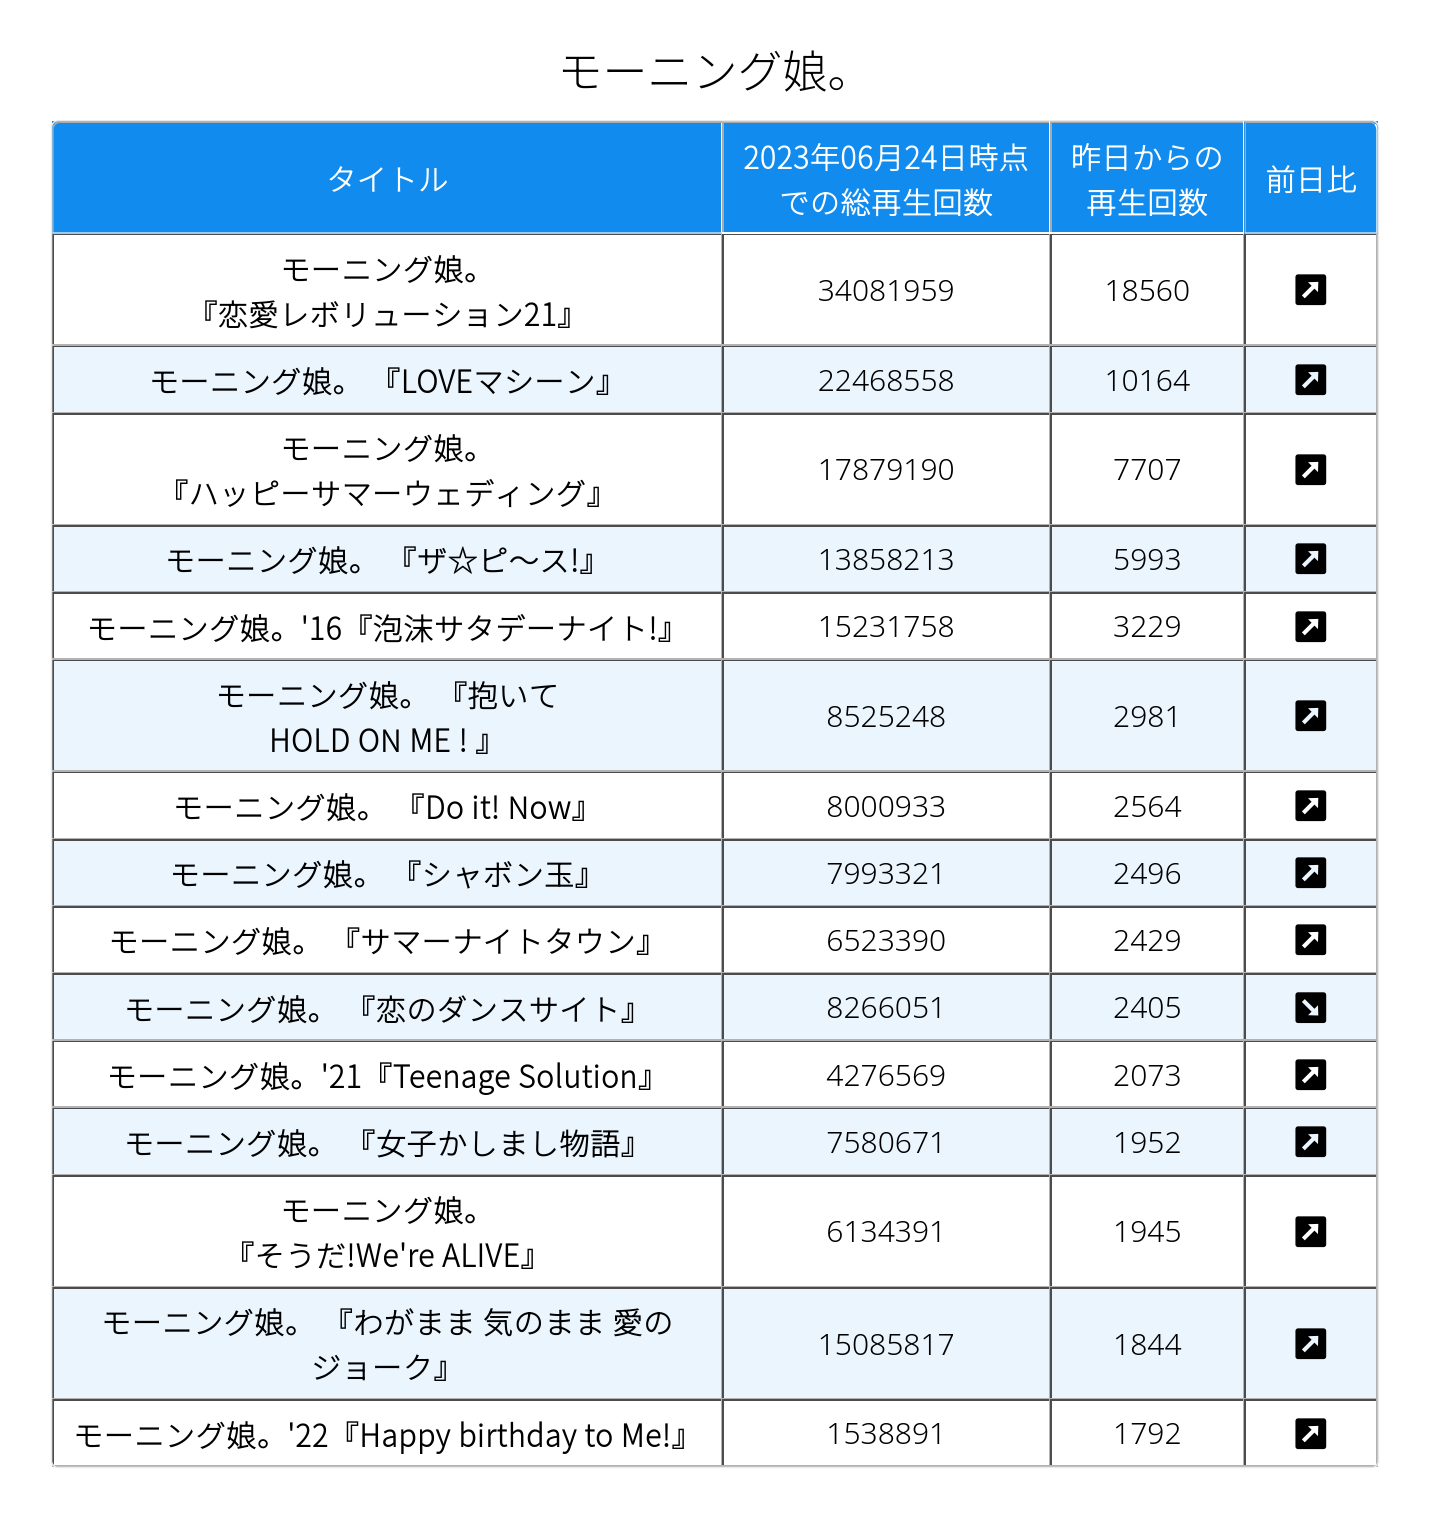 モーニング娘。
タイトル
2023年06月24日時点
での総再生回数
昨日からの
再生回数
前日比
モーニング娘。
『恋愛レボリューション21』
34081959
18560
モーニング娘。 『LOVEマシーン』
22468558
10164
モーニング娘。
『ハッピーサマーウェディング』
17879190
7707
モーニング娘。 『ザ☆ピ〜ス!』
13858213
5993
モーニング娘。'16『泡沫サタデーナイト!』
15231758
3229
モーニング娘。 『抱いて
HOLD ON ME ! 』
8525248
2981
モーニング娘。 『Do it! Now』
8000933
2564
モーニング娘。 『シャボン玉』
7993321
2496
モーニング娘。 『サマーナイトタウン』
6523390
2429
モーニング娘。 『恋のダンスサイト』
8266051
2405
モーニング娘。'21『Teenage Solution』
4276569
2073
モーニング娘。 『女子かしまし物語』
7580671
1952
モーニング娘。
『そうだ!We're ALIVE』
6134391
1945
モーニング娘。 『わがまま 気のまま 愛の
ジョーク』
15085817
1844
モーニング娘。'22『Happy birthday to Me!』
1538891
1792